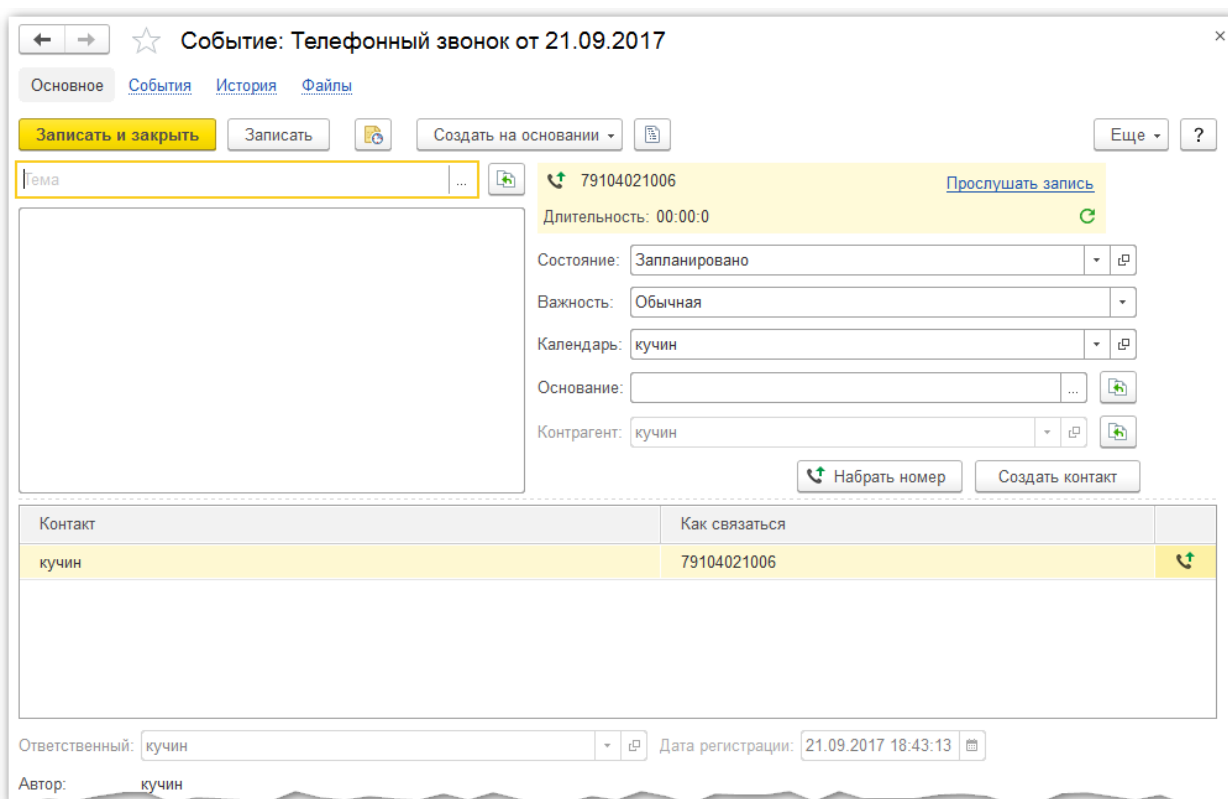 Событие: Телефонный звонок от 21.09.2017
Основное События История Файлы
Записать и закрыть Записать Создать на основании Еще ?
Тема ... 79104021006 Прослушать запись
Длительность: 00:00:0
Состояние: Запланировано
Важность: Обычная
Календарь: кучин
Основание: ...
Контрагент: кучин
Набрать номер Создать контакт
Контакт Как связаться
кучин 79104021006
Ответственный: кучин Дата регистрации: 21.09.2017 18:43:13
Автор: кучин